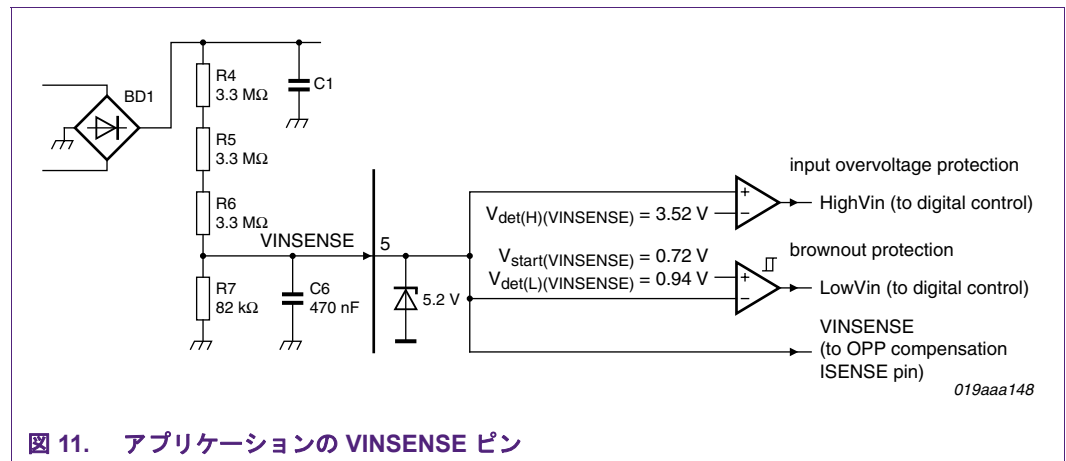 BD1
R4
3.3 MΩ
C1
R5
3.3 MΩ
R6
3.3 MΩ
VINSENSE
5
R7
82 kΩ
C6
470 nF
5.2 V
input overvoltage protection
Vdet(H)(VINSENSE) = 3.52 V
+
−
HighVin (to digital control)
Vstart(VINSENSE) = 0.72 V
Vdet(L)(VINSENSE) = 0.94 V
+
−
brownout protection
LowVin (to digital control)
VINSENSE
(to OPP compensation
ISENSE pin)
019aaa148
図 11. アプリケーションの VINSENSE ピン